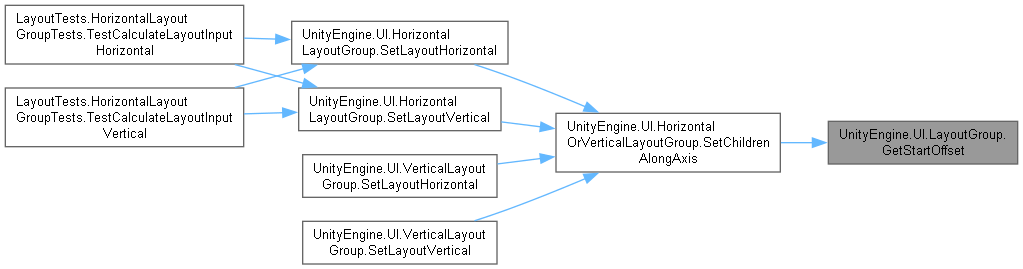 LayoutTests.HorizontalLayout
GroupTests.TestCalculateLayoutInput
Horizontal
LayoutTests.HorizontalLayout
GroupTests.TestCalculateLayoutInput
Vertical
UnityEngine.UI.Horizontal
LayoutGroup.SetLayoutHorizontal
UnityEngine.UI.Horizontal
LayoutGroup.SetLayoutVertical
UnityEngine.UI.VerticalLayout
Group.SetLayoutHorizontal
UnityEngine.UI.VerticalLayout
Group.SetLayoutVertical
UnityEngine.UI.Horizontal
OrVerticalLayoutGroup.SetChildren
AlongAxis
UnityEngine.UI.LayoutGroup.
GetStartOffset